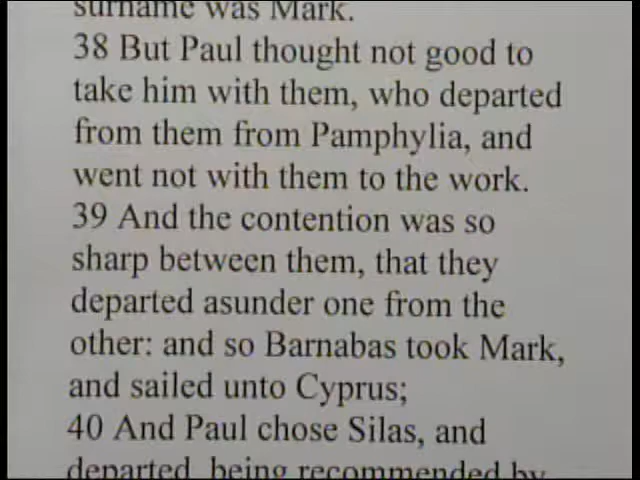 surname was Mark.
38 But Paul thought not good to
take him with them, who departed
from them from Pamphylia, and
went not with them to the work.
39 And the contention was so
sharp between them, that they
departed asunder one from the
other: and so Barnabas took Mark,
and sailed unto Cyprus;
40 And Paul chose Silas, and
departed, being recommended by